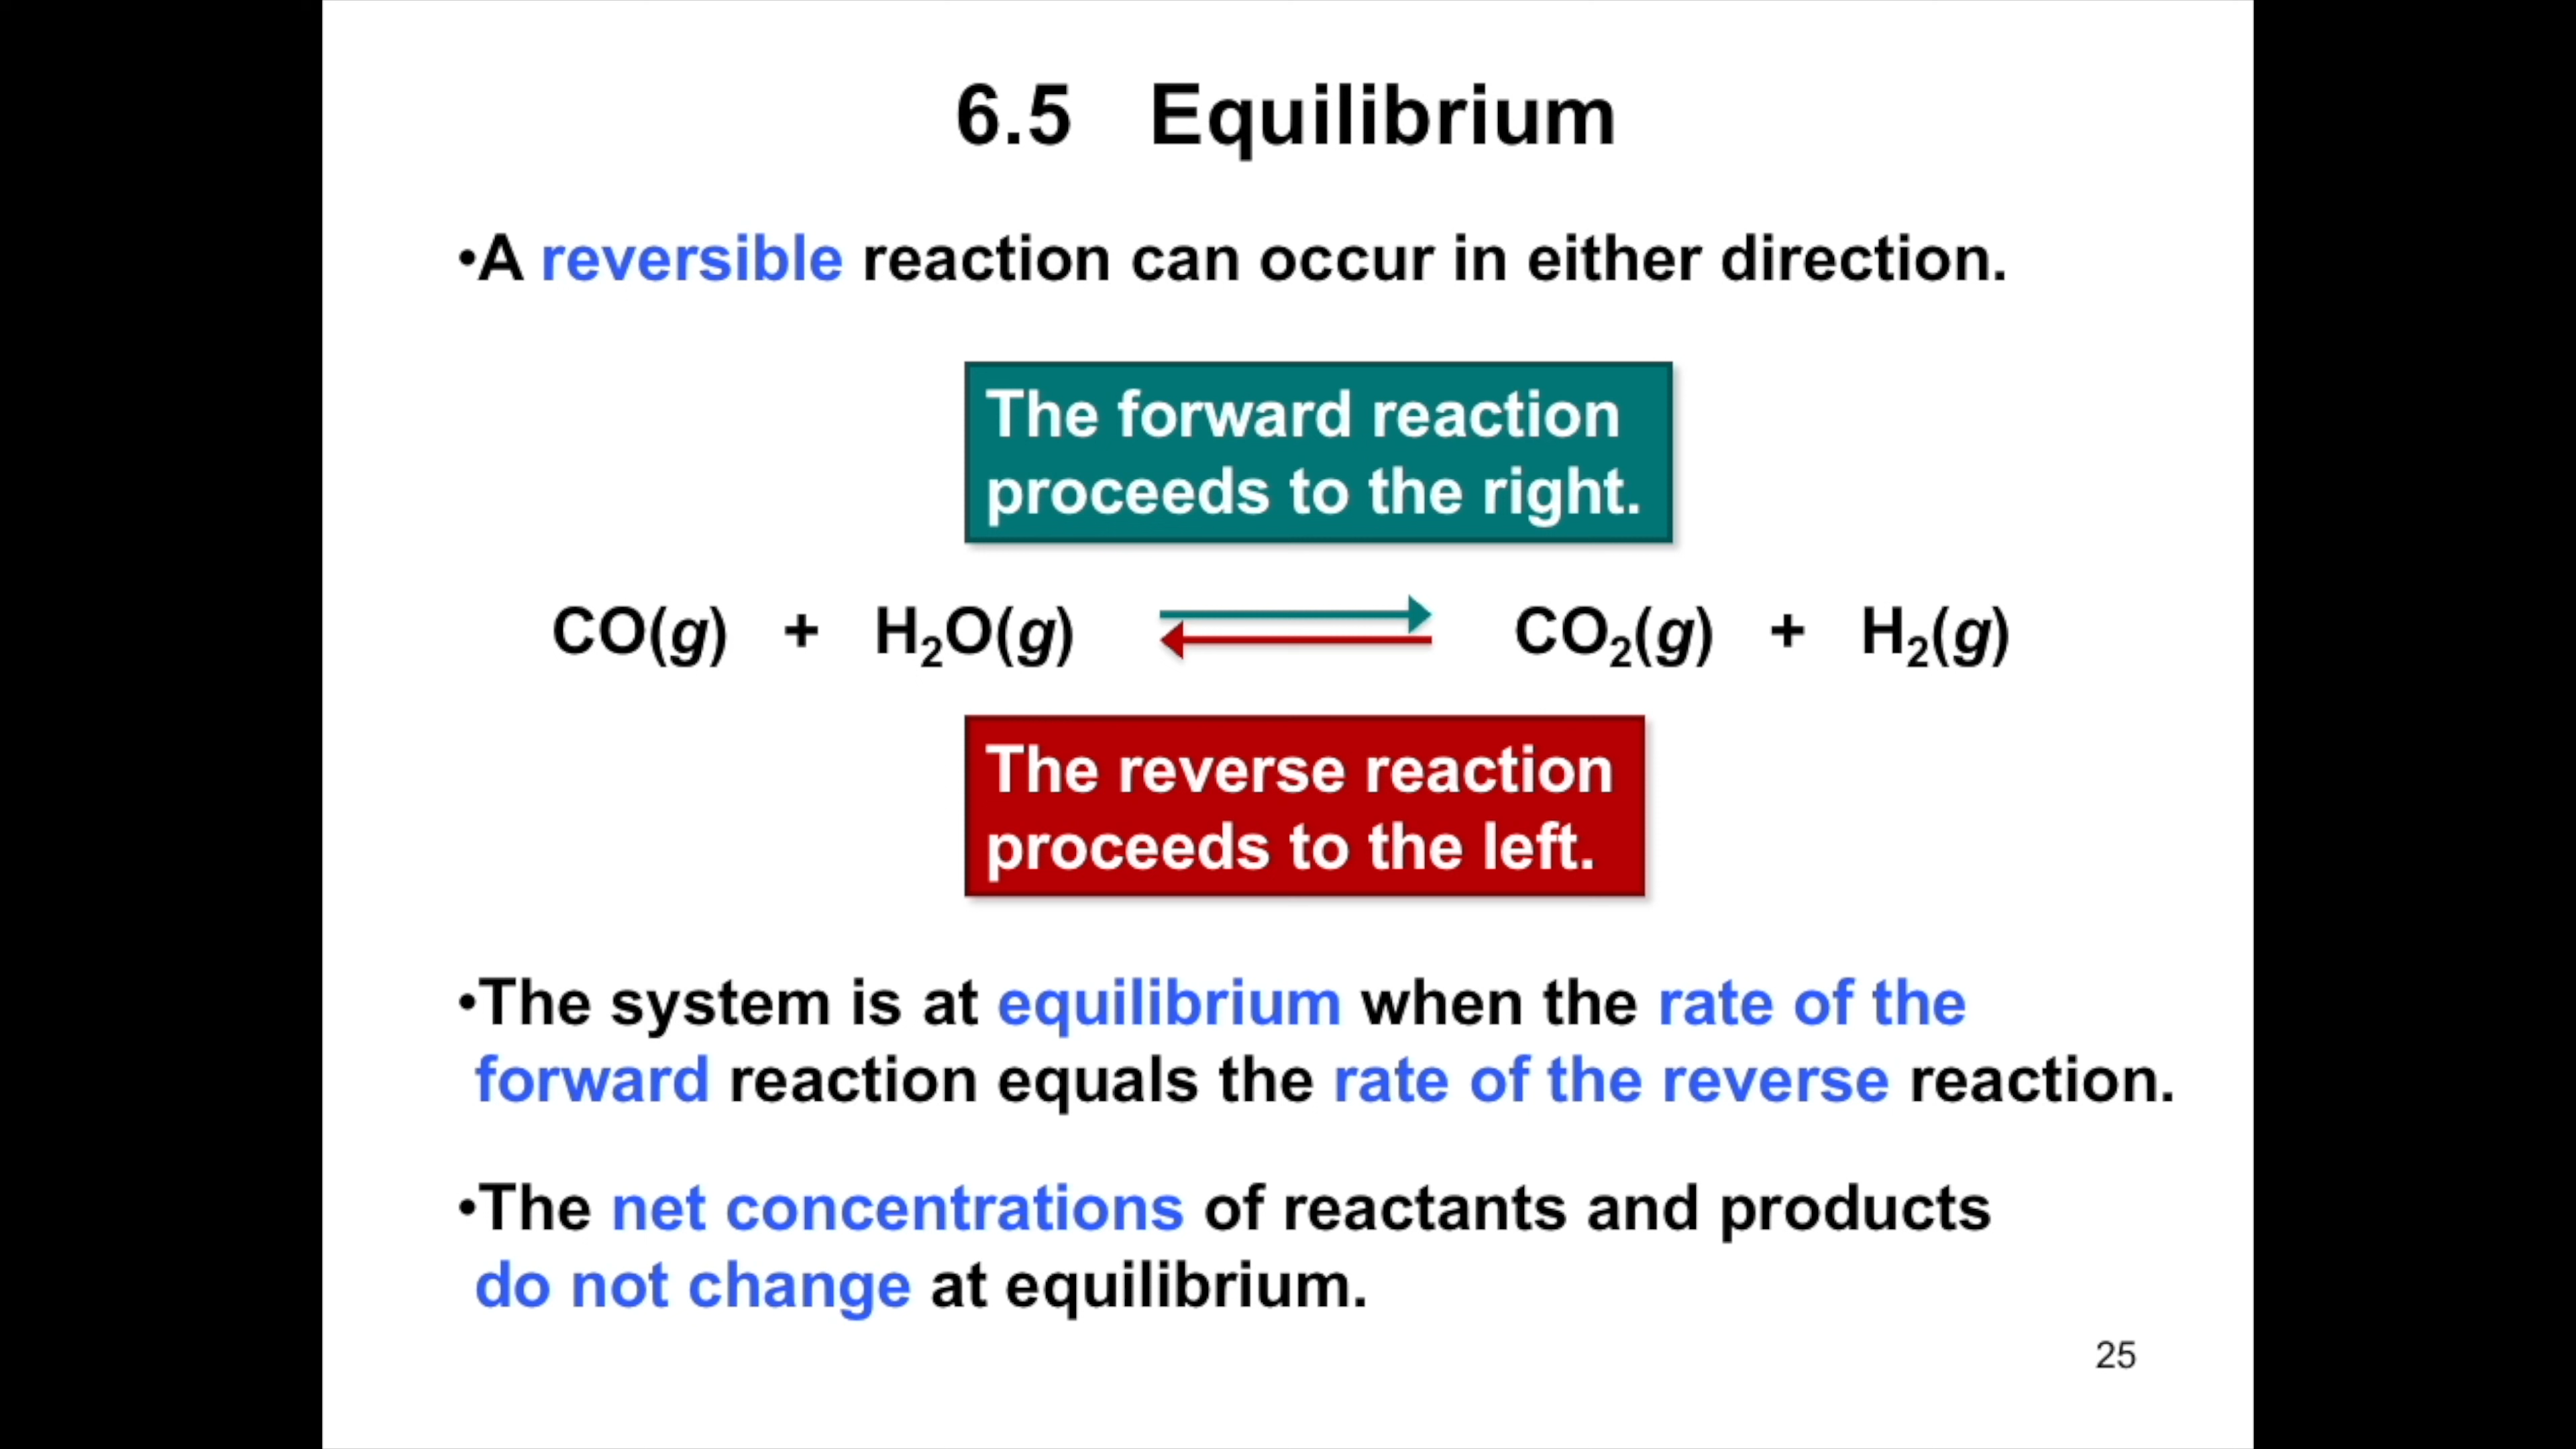 6.5 Equilibrium
•A reversible reaction can occur in either direction.
The forward reaction
proceeds to the right.
CO(g) + H₂O(g) ⇄ CO₂(g) + H₂(g)
The reverse reaction
proceeds to the left.
•The system is at equilibrium when the rate of the
forward reaction equals the rate of the reverse reaction.
•The net concentrations of reactants and products
do not change at equilibrium.
25